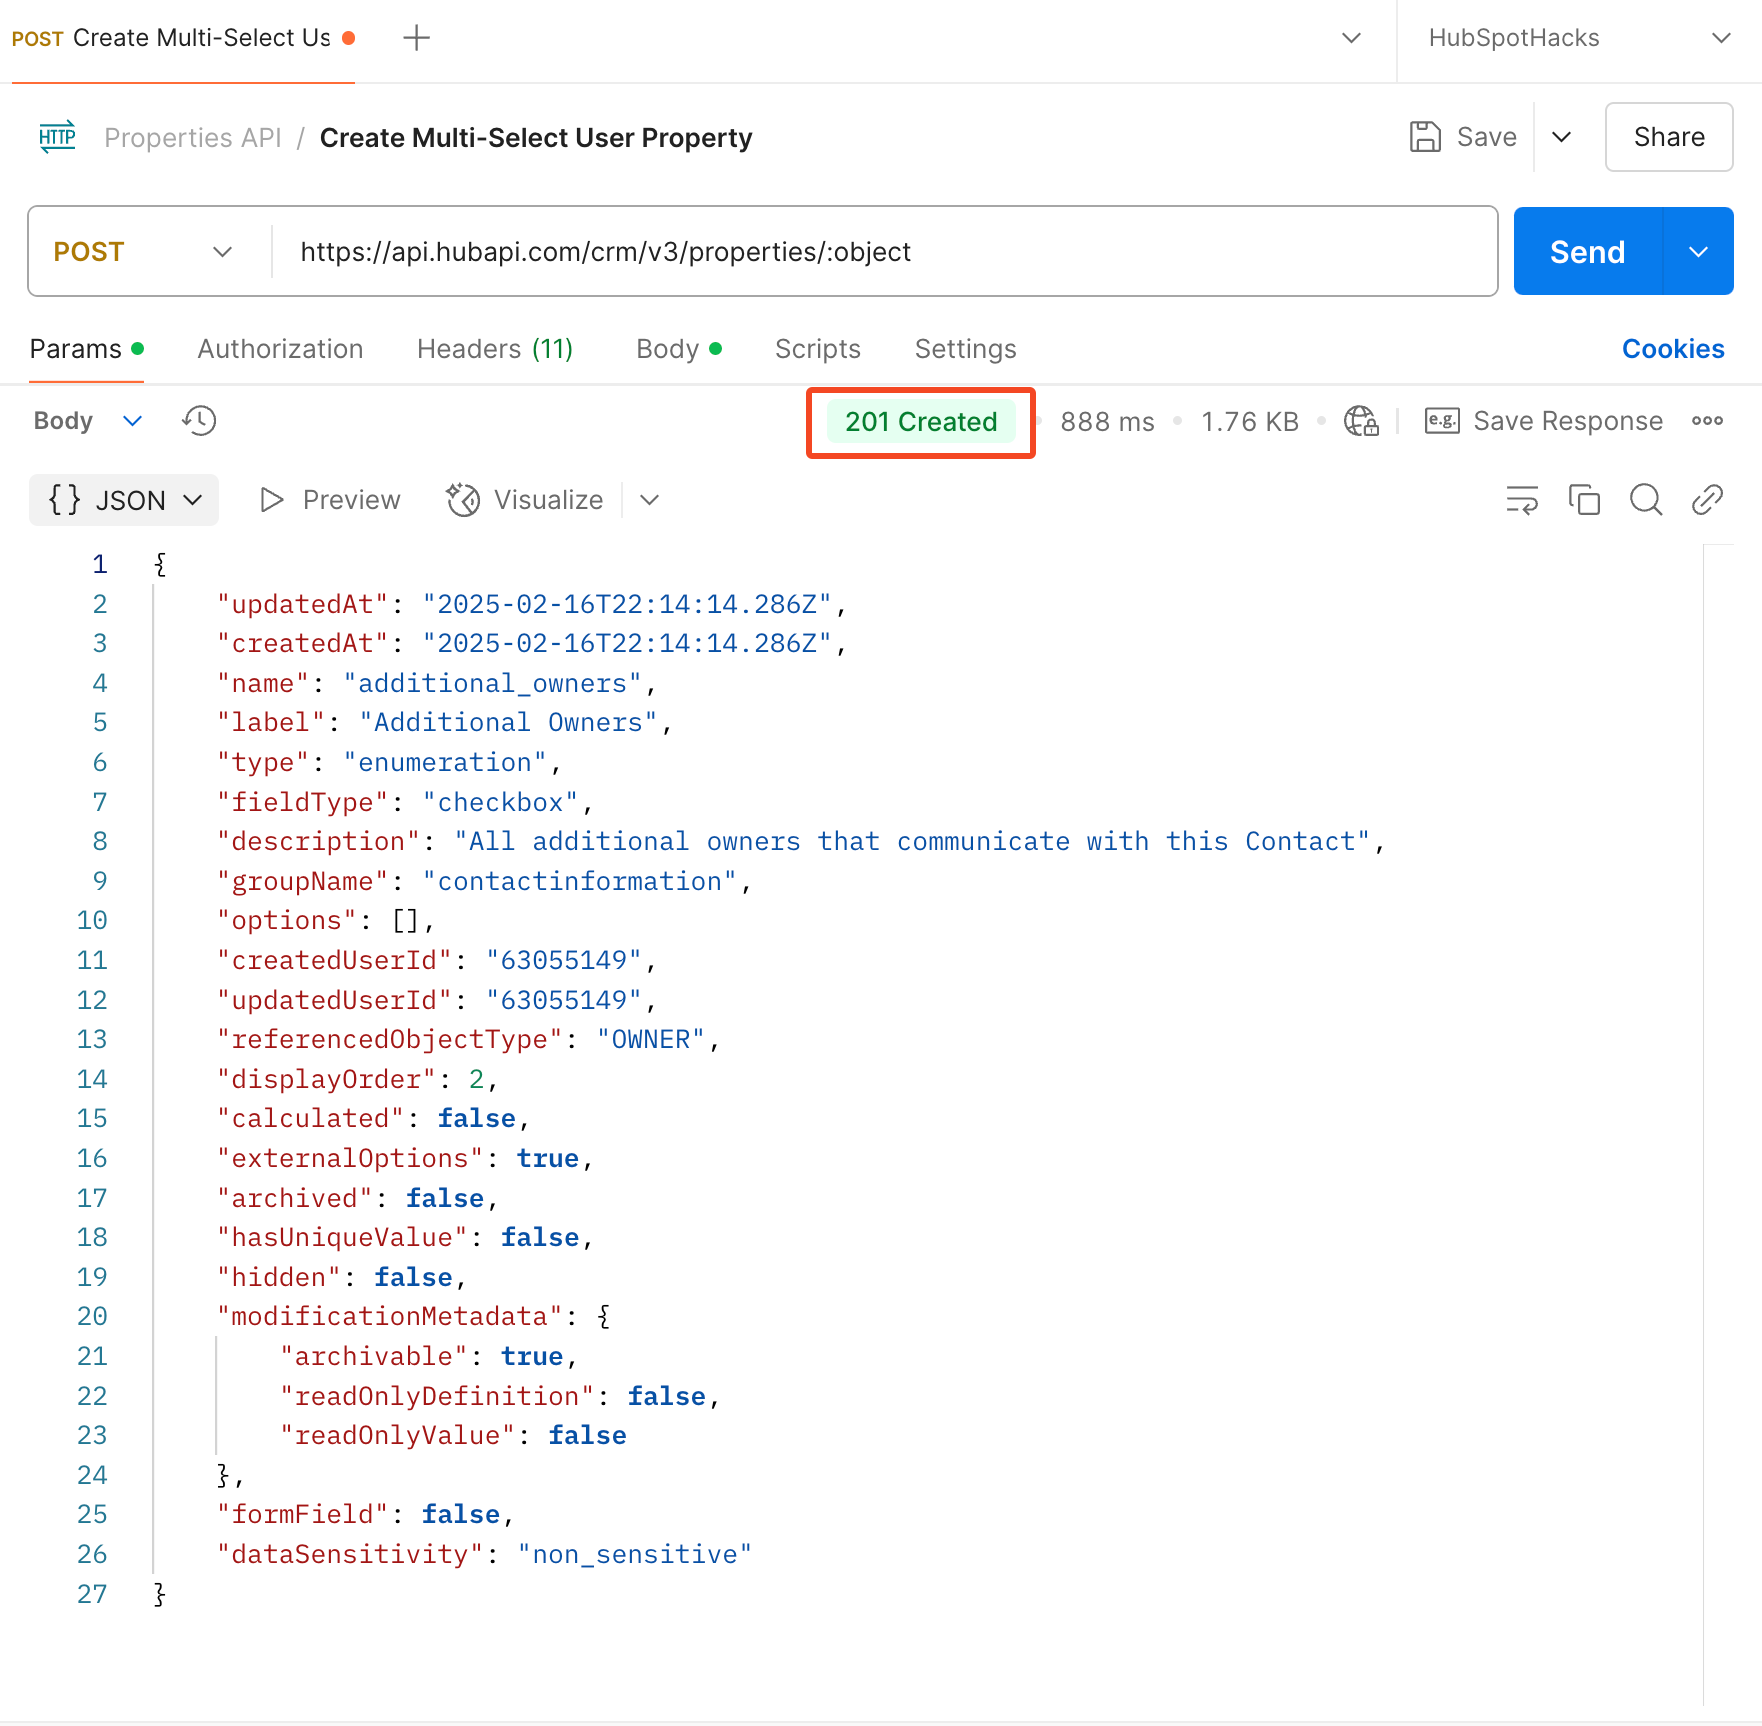 POST Create Multi-Select Us
HubSpotHacks
HTTP Properties API / Create Multi-Select User Property
Save
Share
POST https://api.hubapi.com/crm/v3/properties/:object
Send
Params Authorization Headers (11) Body Scripts Settings Cookies
Body 201 Created 888 ms 1.76 KB e.g. Save Response
{} JSON Preview Visualize
1 {
2 "updatedAt": "2025-02-16T22:14:14.286Z",
3 "createdAt": "2025-02-16T22:14:14.286Z",
4 "name": "additional_owners",
5 "label": "Additional Owners",
6 "type": "enumeration",
7 "fieldType": "checkbox",
8 "description": "All additional owners that communicate with this Contact",
9 "groupName": "contactinformation",
10 "options": [],
11 "createdUserId": "63055149",
12 "updatedUserId": "63055149",
13 "referencedObjectType": "OWNER",
14 "displayOrder": 2,
15 "calculated": false,
16 "externalOptions": true,
17 "archived": false,
18 "hasUniqueValue": false,
19 "hidden": false,
20 "modificationMetadata": {
21 "archivable": true,
22 "readOnlyDefinition": false,
23 "readOnlyValue": false
24 },
25 "formField": false,
26 "dataSensitivity": "non_sensitive"
27 }